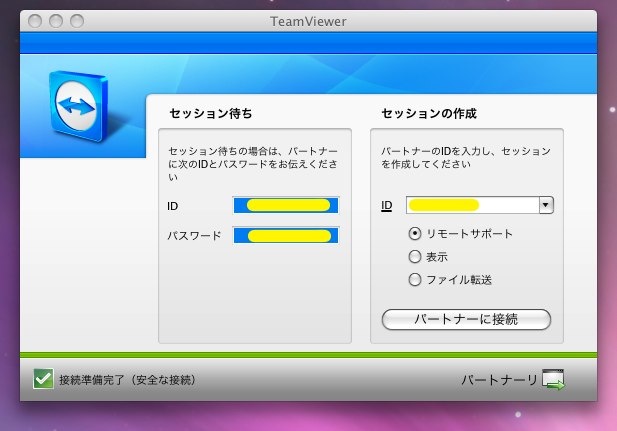 TeamViewer
セッション待ち
セッション待ちの場合は、パートナー
に次のIDとパスワードをお伝えくださ
い
ID
パスワード
セッションの作成
パートナーのIDを入力し、セッション
を作成してください
ID
リモートサポート
表示
ファイル転送
パートナーに接続
接続準備完了（安全な接続）
パートナーリ